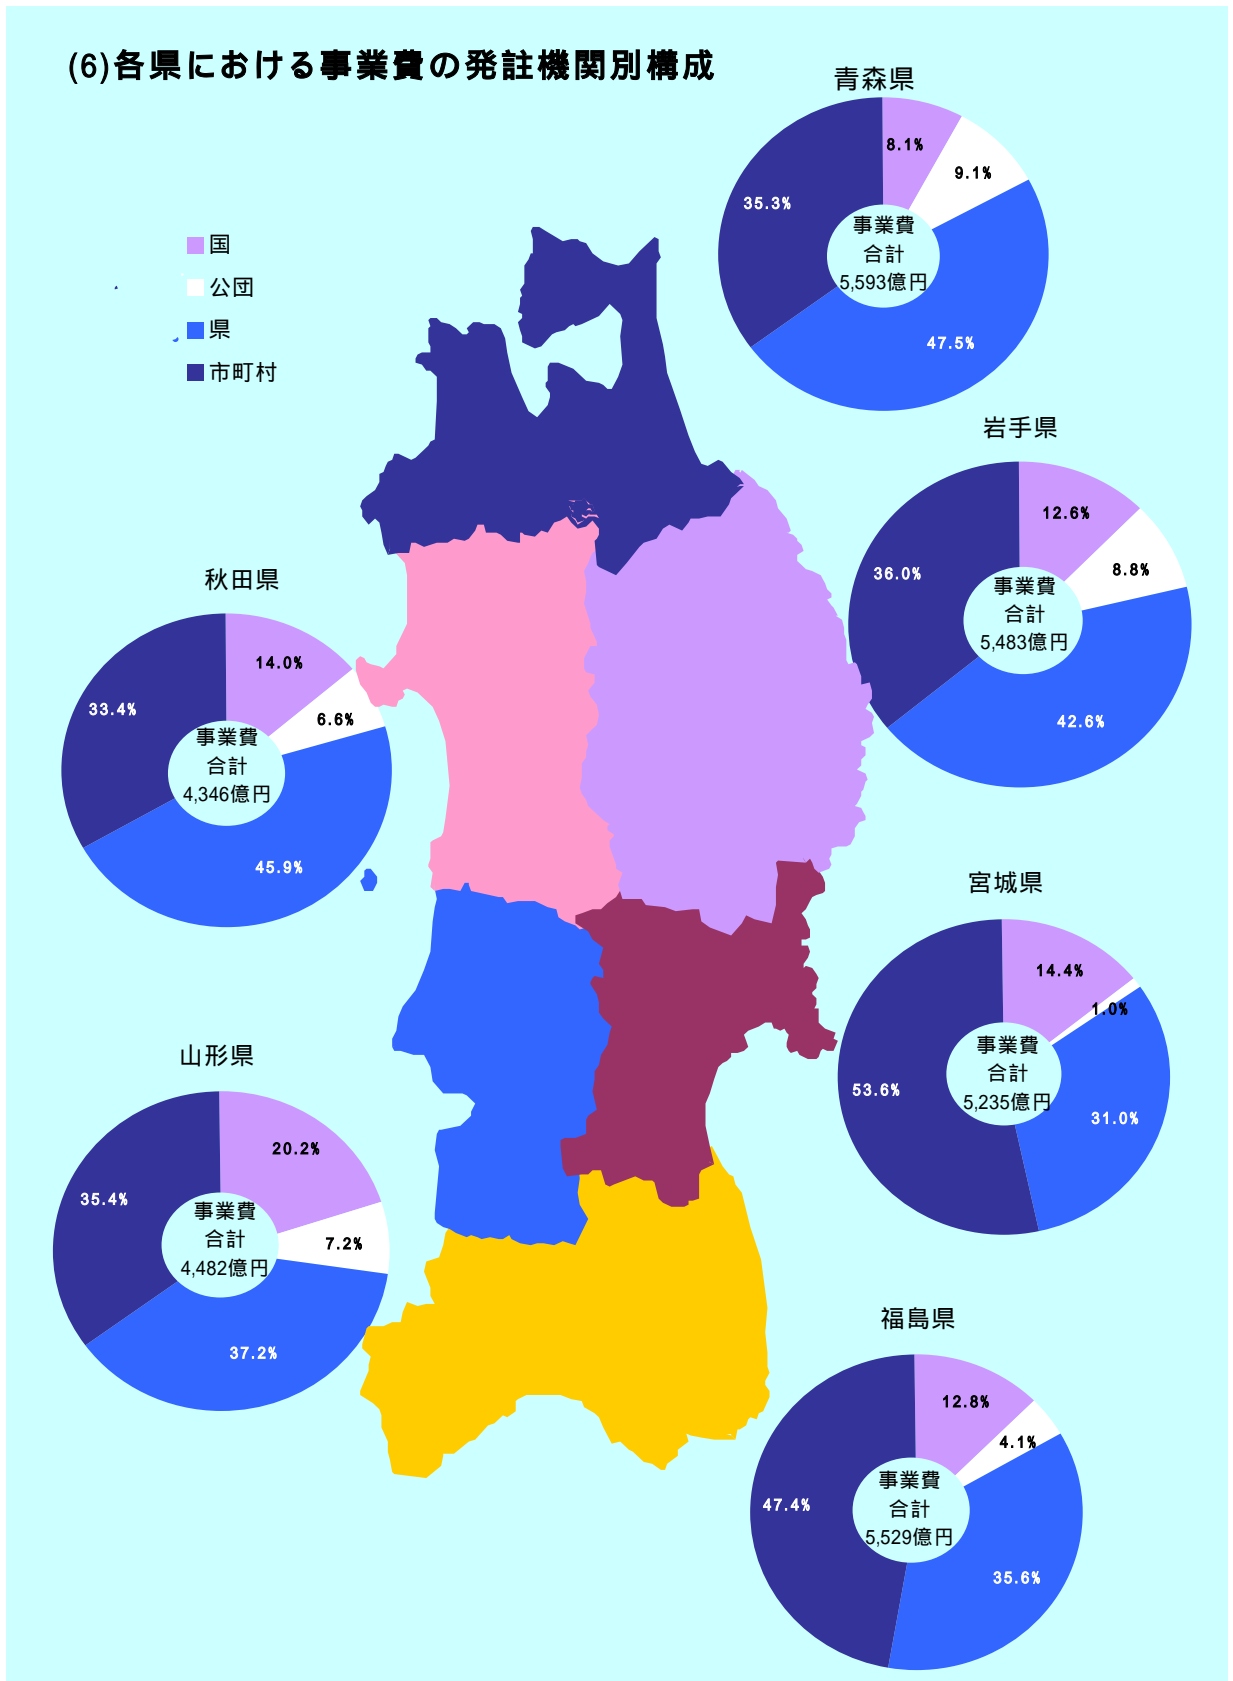 (6)各県における事業費の発註機関別構成
国
公団
県
市町村
青森県
8.1%
9.1%
35.3%
47.5%
事業費
合計
5,593億円
岩手県
12.6%
8.8%
36.0%
42.6%
事業費
合計
5,483億円
秋田県
14.0%
6.6%
33.4%
45.9%
事業費
合計
4,346億円
宮城県
14.4%
1.0%
53.6%
31.0%
事業費
合計
5,235億円
山形県
20.2%
7.2%
35.4%
37.2%
事業費
合計
4,482億円
福島県
12.8%
4.1%
47.4%
35.6%
事業費
合計
5,529億円